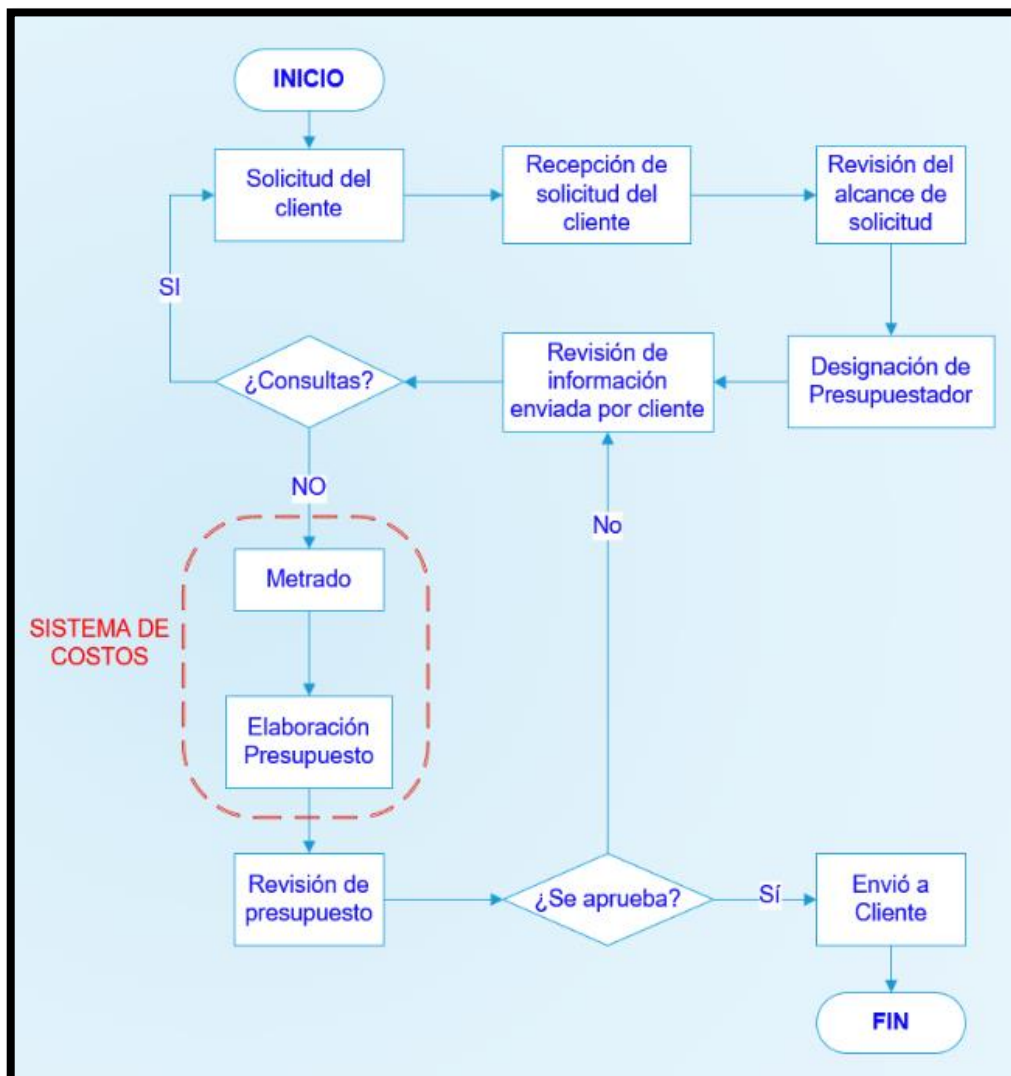 INICIO
Solicitud del
cliente
Recepción de
solicitud del
cliente
Revisión del
alcance de
solicitud
SI
¿Consultas?
Revisión de
información
enviada por cliente
Designación de
Presupuestador
NO
No
Metrado
SISTEMA DE
COSTOS
Elaboración
Presupuesto
Revisión de
presupuesto
¿Se aprueba?
Sí
Envió a
Cliente
FIN